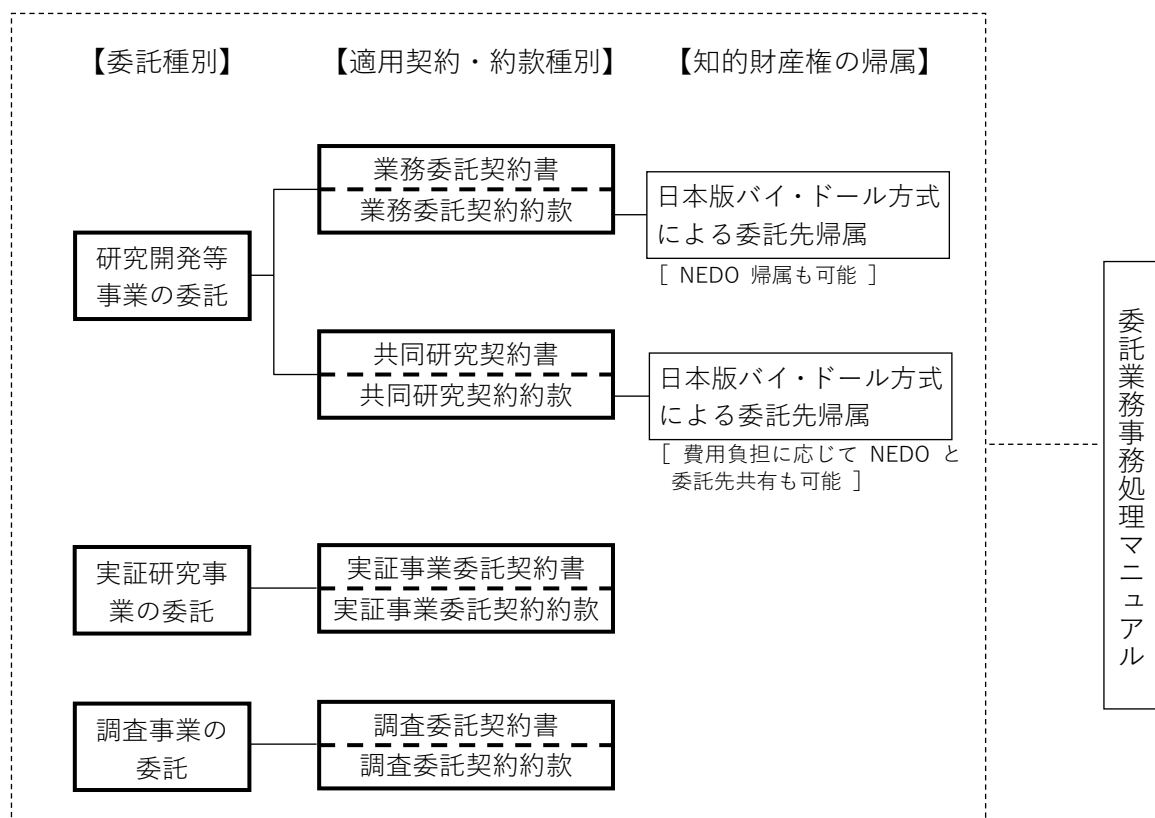 【委託種別】
【適用契約・約款種別】
【知的財産権の帰属】
研究開発等
事業の委託
業務委託契約書
業務委託契約約款
日本版バイ・ドール方式
による委託先帰属
[ NEDO 帰属も可能 ]
共同研究契約書
共同研究契約約款
日本版バイ・ドール方式
による委託先帰属
[ 費用負担に応じて NEDO と
委託先共有も可能 ]
実証研究事
業の委託
実証事業委託契約書
実証事業委託契約約款
調査事業の
委託
調査委託契約書
調査委託契約約款
委託業務事務処理マニュアル